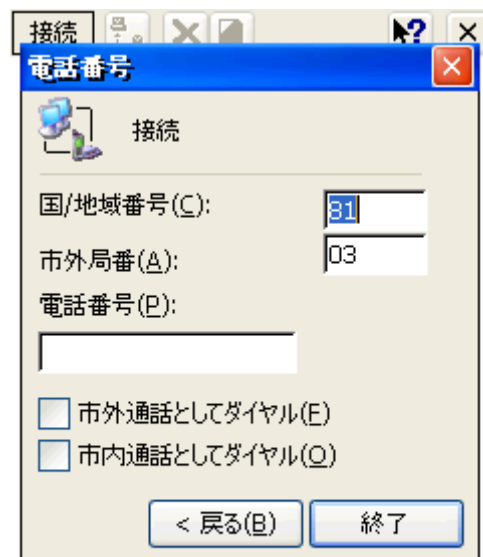 接続
電話番号
接続
国/地域番号(C): 81
市外局番(A): 03
電話番号(P):
市外通話としてダイヤル(F)
市内通話としてダイヤル(O)
< 戻る(B) 終了